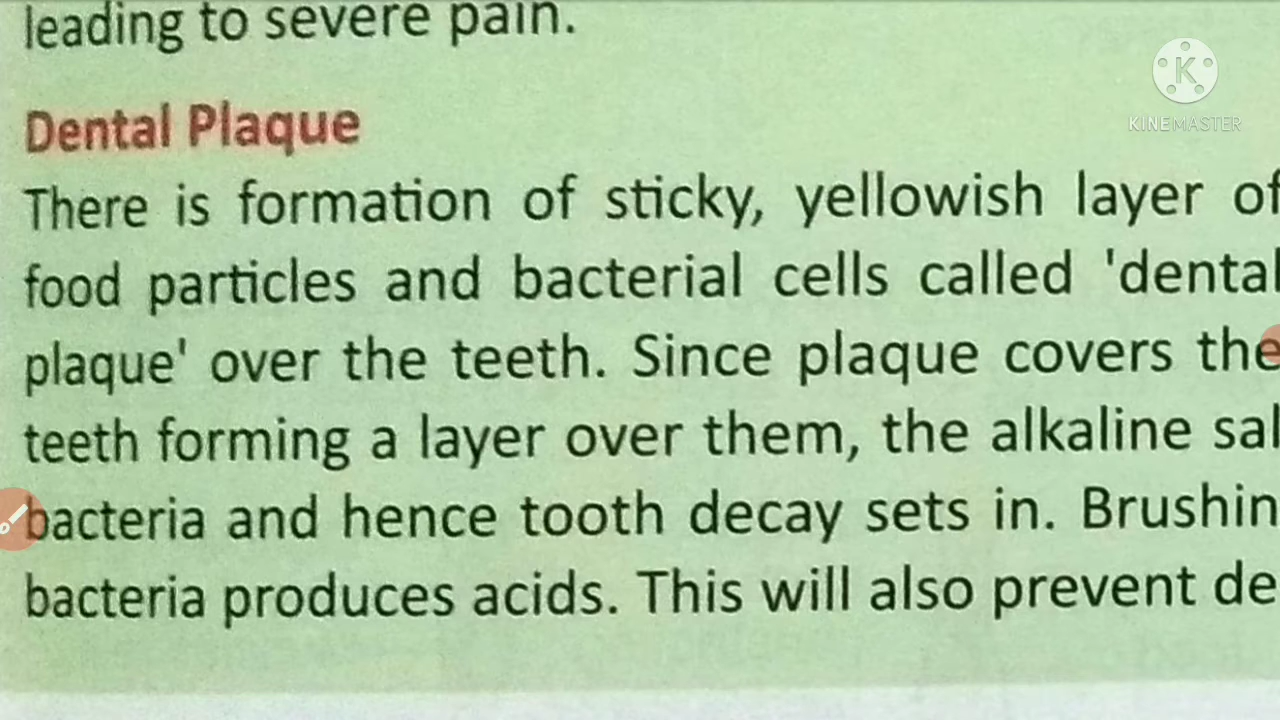 leading to severe pain.
KINEMASTER
Dental Plaque
There is formation of sticky, yellowish layer of
food particles and bacterial cells called 'dental
plaque' over the teeth. Since plaque covers the
teeth forming a layer over them, the alkaline sal
bacteria and hence tooth decay sets in. Brushin
bacteria produces acids. This will also prevent de